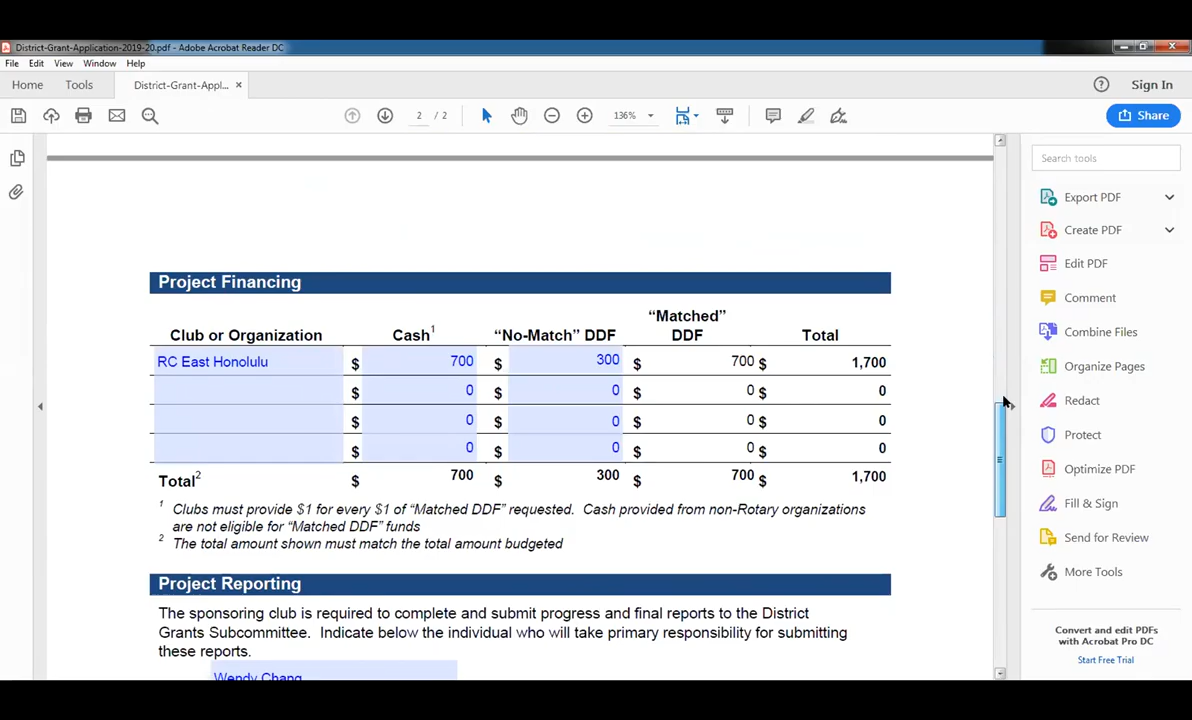 District-Grant-Application-2019-20.pdf - Adobe Acrobat Reader DC
File Edit View Window Help
Home Tools District-Grant-Appl... × Sign In
2 / 2 136% Share
Search tools
Export PDF
Create PDF
Edit PDF
Comment
Combine Files
Organize Pages
Redact
Protect
Optimize PDF
Fill & Sign
Send for Review
More Tools
Convert and edit PDFs
with Acrobat Pro DC
Start Free Trial
Project Financing
“Matched”
Club or Organization Cash1 “No-Match” DDF DDF Total
RC East Honolulu $ 700 $ 300 $ 700 $ 1,700
$ 0 $ 0 $ 0 $ 0
$ 0 $ 0 $ 0 $ 0
$ 0 $ 0 $ 0 $ 0
Total2 $ 700 $ 300 $ 700 $ 1,700
1 Clubs must provide $1 for every $1 of “Matched DDF” requested. Cash provided from non-Rotary organizations
are not eligible for “Matched DDF” funds
2 The total amount shown must match the total amount budgeted
Project Reporting
The sponsoring club is required to complete and submit progress and final reports to the District
Grants Subcommittee. Indicate below the individual who will take primary responsibility for submitting
these reports.
Wendy Chang